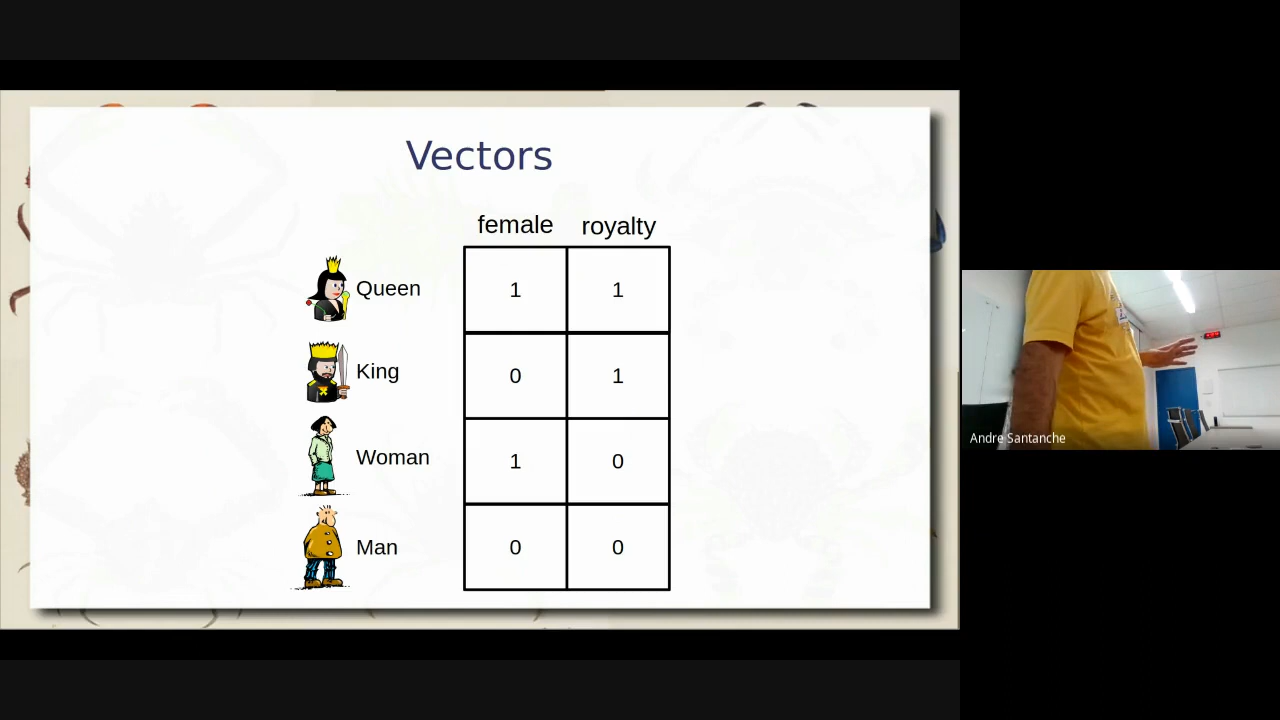 Vectors
female royalty
Queen 1 1
King 0 1
Woman 1 0
Man 0 0
Andre Santanche